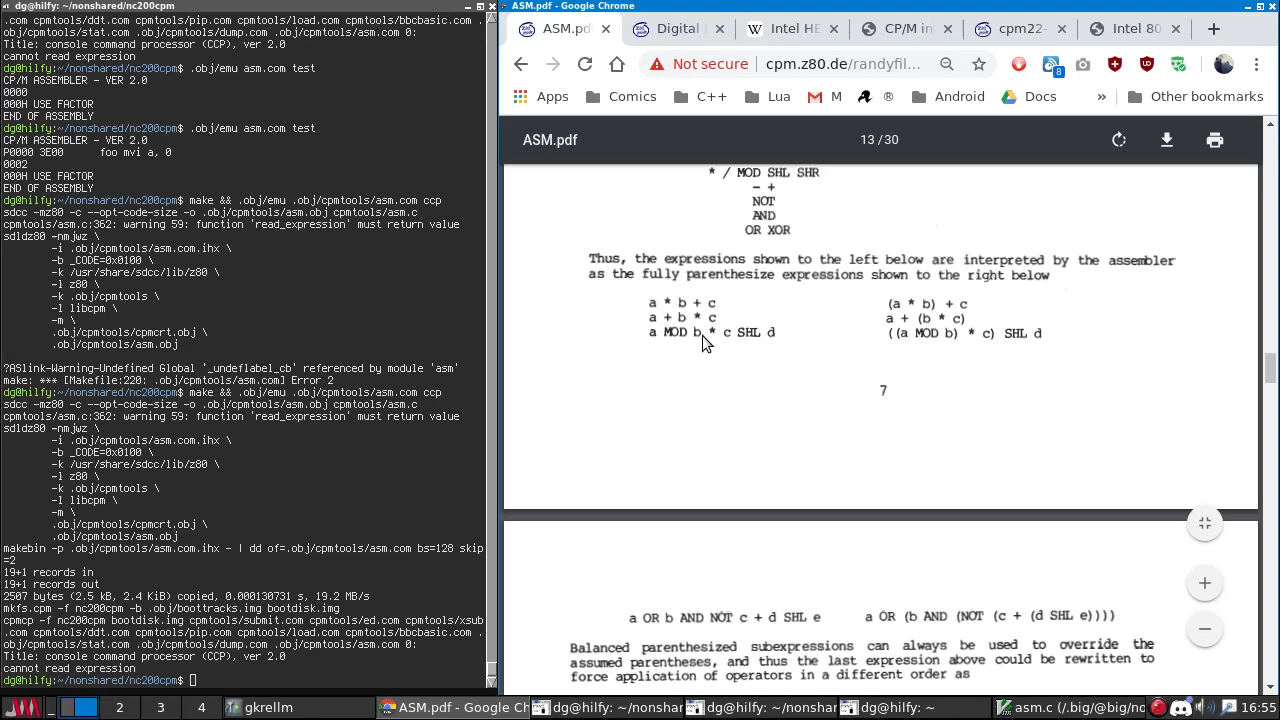 dg@hilfy: ~/nonshared/nc200cpm
com cpmtools/ddt.com cpmtools/pip.com cpmtools/load.com cpmtools/bbcbasic.com .
obj/cpmtools/stat.com .obj/cpmtools/dump.com .obj/cpmtools/asm.com 0:
Title: console command processor (CCP), ver 2.0
cannot read expression
dg@hilfy:~/nonshared/nc200cpm$ .obj/emu asm.com test
CP/M ASSEMBLER - VER 2.0
0000
000H USE FACTOR
END OF ASSEMBLY
dg@hilfy:~/nonshared/nc200cpm$ .obj/emu asm.com test
CP/M ASSEMBLER - VER 2.0
00000 3E00      foo mvi a, 0
0002
000H USE FACTOR
END OF ASSEMBLY
dg@hilfy:~/nonshared/nc200cpm$ make && .obj/emu .obj/cpmtools/asm.com ccp
sdcc -mz80 -c --opt-code-size -o .obj/cpmtools/asm.obj cpmtools/asm.c
cpmtools/asm.c:362: warning 59: function 'read_expression' must return value
sdldz80 -nmjwz \
-i .obj/cpmtools/asm.com.ihx \
-b _CODE=0x0100 \
-k /usr/share/sdcc/lib/z80 \
-l z80 \
-k .obj/cpmtools \
-l libcpm \
-m \
.obj/cpmtools/cpmcrt.obj \
.obj/cpmtools/asm.obj
?ASlink-Warning-Undefined Global '_undeflabel_cb' referenced by module 'asm'
make: *** [Makefile:220: .obj/cpmtools/asm.com] Error 2
dg@hilfy:~/nonshared/nc200cpm$ make && .obj/emu .obj/cpmtools/asm.com ccp
sdcc -mz80 -c --opt-code-size -o .obj/cpmtools/asm.obj cpmtools/asm.c
cpmtools/asm.c:362: warning 59: function 'read_expression' must return value
sdldz80 -nmjwz \
-i .obj/cpmtools/asm.com.ihx \
-b _CODE=0x0100 \
-k /usr/share/sdcc/lib/z80 \
-l z80 \
-k .obj/cpmtools \
-l libcpm \
-m \
.obj/cpmtools/cpmcrt.obj \
.obj/cpmtools/asm.obj
makebin -p .obj/cpmtools/asm.com.ihx - | dd of=.obj/cpmtools/asm.com bs=128 skip
=2
19+1 records in
19+1 records out
2507 bytes (2.5 kB, 2.4 KiB) copied, 0.000130731 s, 19.2 MB/s
mkfs.cpm -f nc200cpm -b .obj/boottracks.img bootdisk.img
cpmcp -f nc200cpm bootdisk.img cpmtools/submit.com cpmtools/ed.com cpmtools/xsub
.com cpmtools/ddt.com cpmtools/pip.com cpmtools/load.com cpmtools/bbcbasic.com .
obj/cpmtools/stat.com .obj/cpmtools/dump.com .obj/cpmtools/asm.com 0:
Title: console command processor (CCP), ver 2.0
cannot read expression
dg@hilfy:~/nonshared/nc200cpm$
ASM.pdf - Google Chrome
ASM.pd × Digital × Intel HE × CP/M in × cpm22- × Intel 80 ×
Not secure | cpm.z80.de/randyfil...
8
Apps Comics C++ Lua M Android Docs » Other bookmarks
ASM.pdf 13 / 30
* / MOD SHL SHR
- +
NOT
AND
OR XOR
Thus, the expressions shown to the left below are interpreted by the assembler
as the fully parenthesize expressions shown to the right below
a * b + c (a * b) + c
a + b * c a + (b * c)
a MOD b * c SHL d ((a MOD b) * c) SHL d
7
a OR b AND NOT c + d SHL e a OR (b AND (NOT (c + (d SHL e))))
Balanced parenthesized subexpressions can always be used to override the
assumed parentheses, and thus the last expression above could be rewritten to
force application of operators in a different order as
2 3 4 gkrellm ASM.pdf - Google Ch dg@hilfy: ~/nonshar dg@hilfy: ~/nonshar dg@hilfy: ~ asm.c (/.big/@big/no 16:55